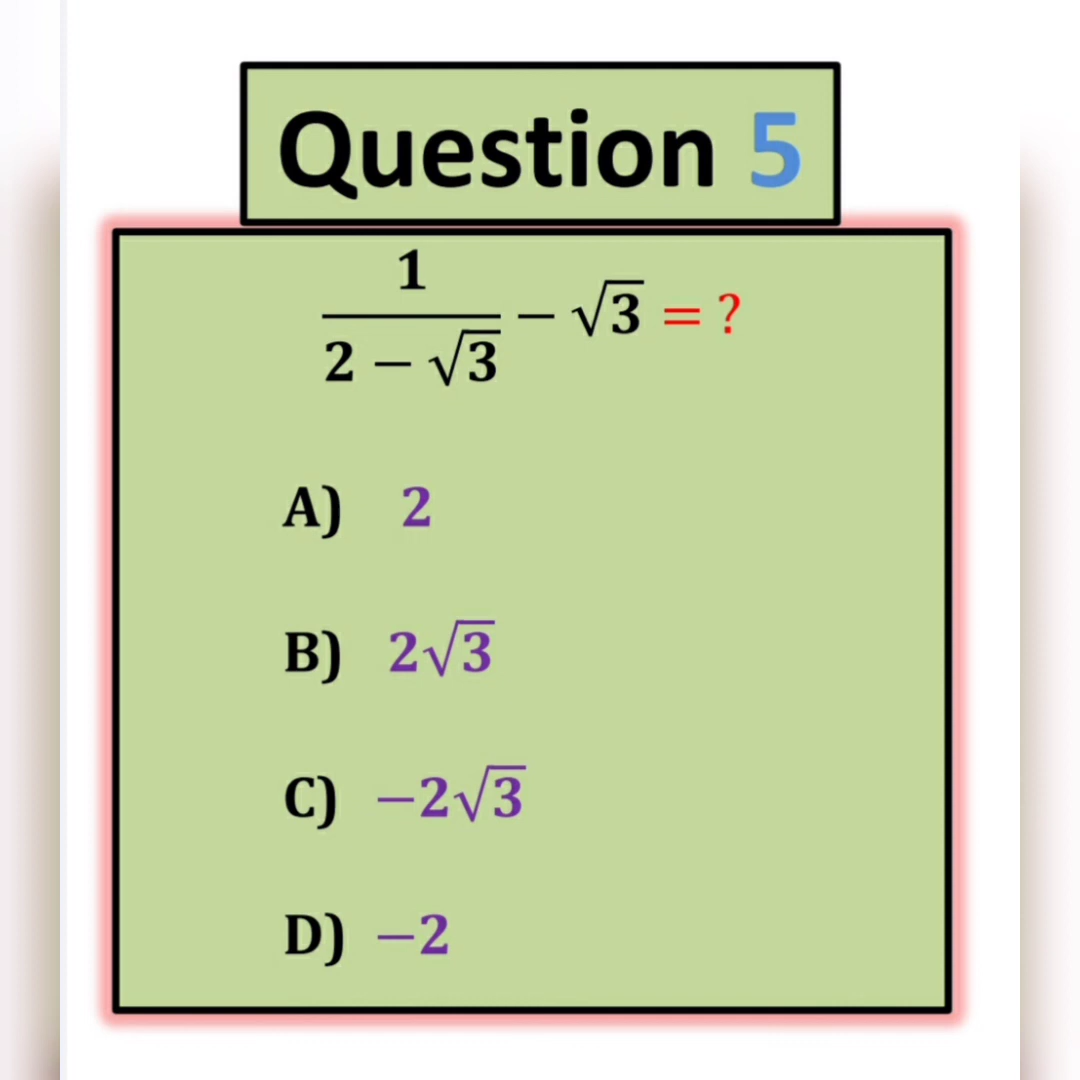 Question 5
1
2 − √3
− √3 = ?
A) 2
B) 2√3
C) −2√3
D) −2